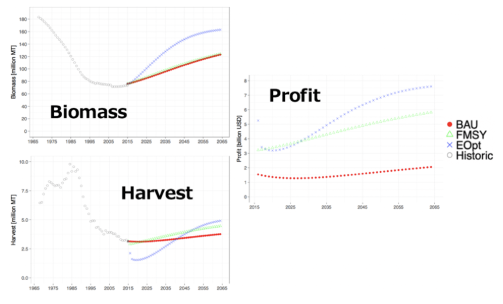 Biomass [million MT]
180
160
140
120
100
80
60
40
20
0
Biomass
1965 1975 1985 1995 2005 2015 2025 2035 2045 2055 2065
Harvest [million MT]
10.0
7.5
5.0
2.5
0.0
Harvest
1965 1975 1985 1995 2005 2015 2025 2035 2045 2055 2065
Profit [billion USD]
8
7
6
5
4
3
2
1
0
Profit
2015 2025 2035 2045 2055 2065
BAU
FMSY
EOpt
Historic